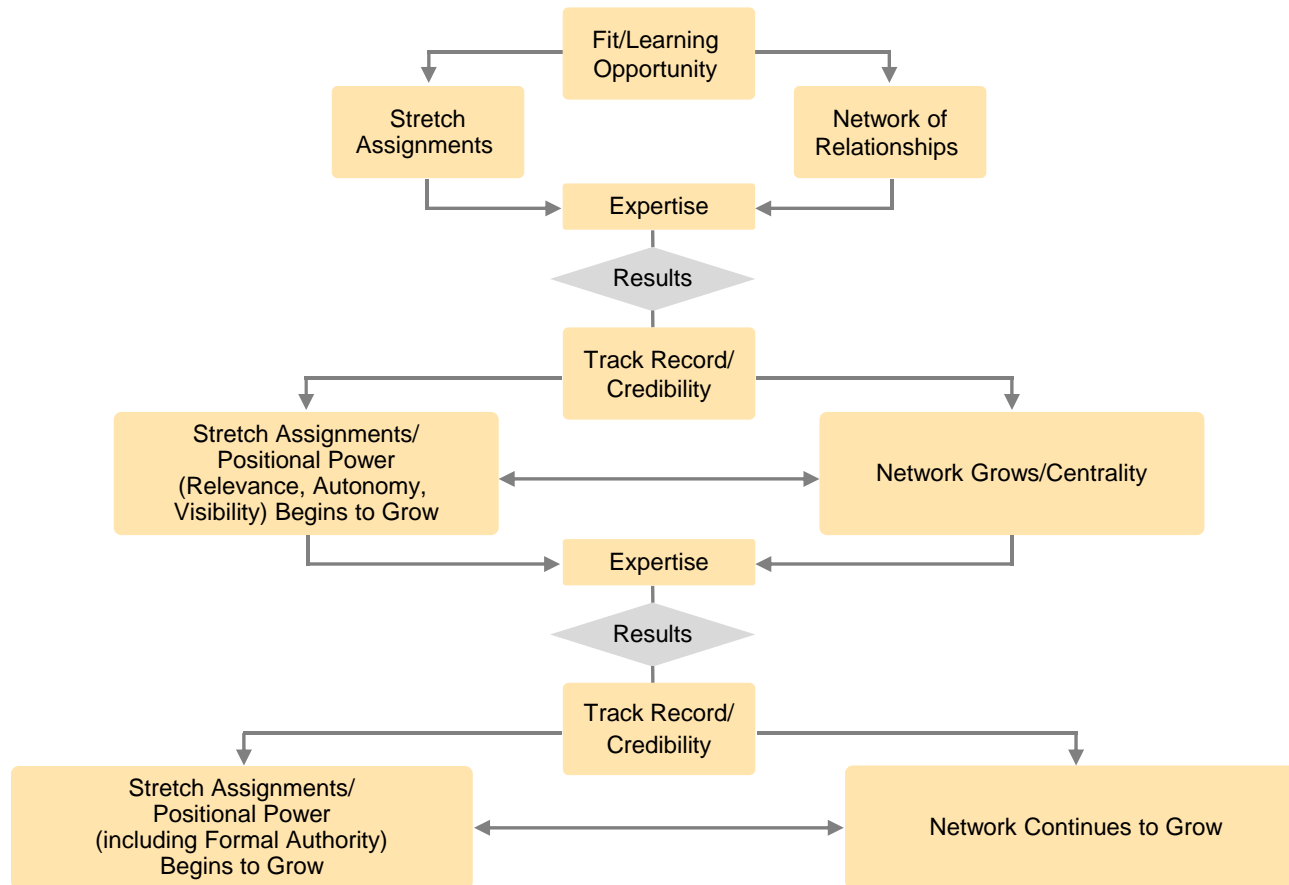 Fit/Learning
Opportunity
Stretch
Assignments
Network of
Relationships
Expertise
Results
Track Record/
Credibility
Stretch Assignments/
Positional Power
(Relevance, Autonomy,
Visibility) Begins to Grow
Network Grows/Centrality
Expertise
Results
Track Record/
Credibility
Stretch Assignments/
Positional Power
(including Formal Authority)
Begins to Grow
Network Continues to Grow